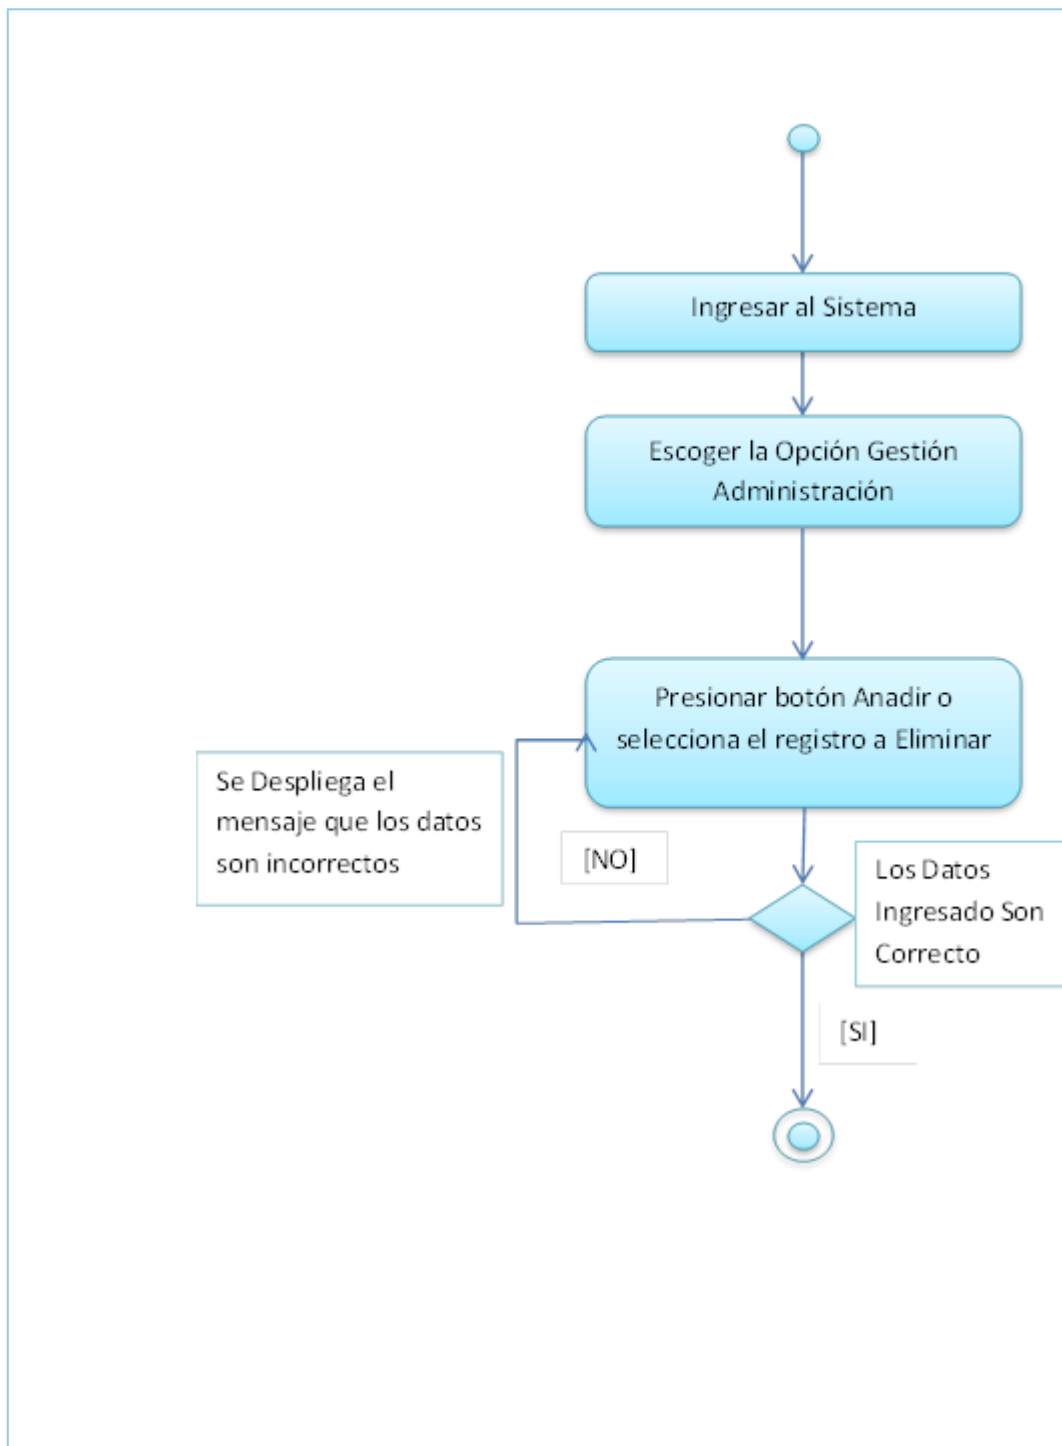 Ingresar al Sistema
Escoger la Opción Gestión
Administración
Presionar botón Anadir o
selecciona el registro a Eliminar
Se Despliega el
mensaje que los datos
son incorrectos
[NO]
Los Datos
Ingresado Son
Correcto
[SI]